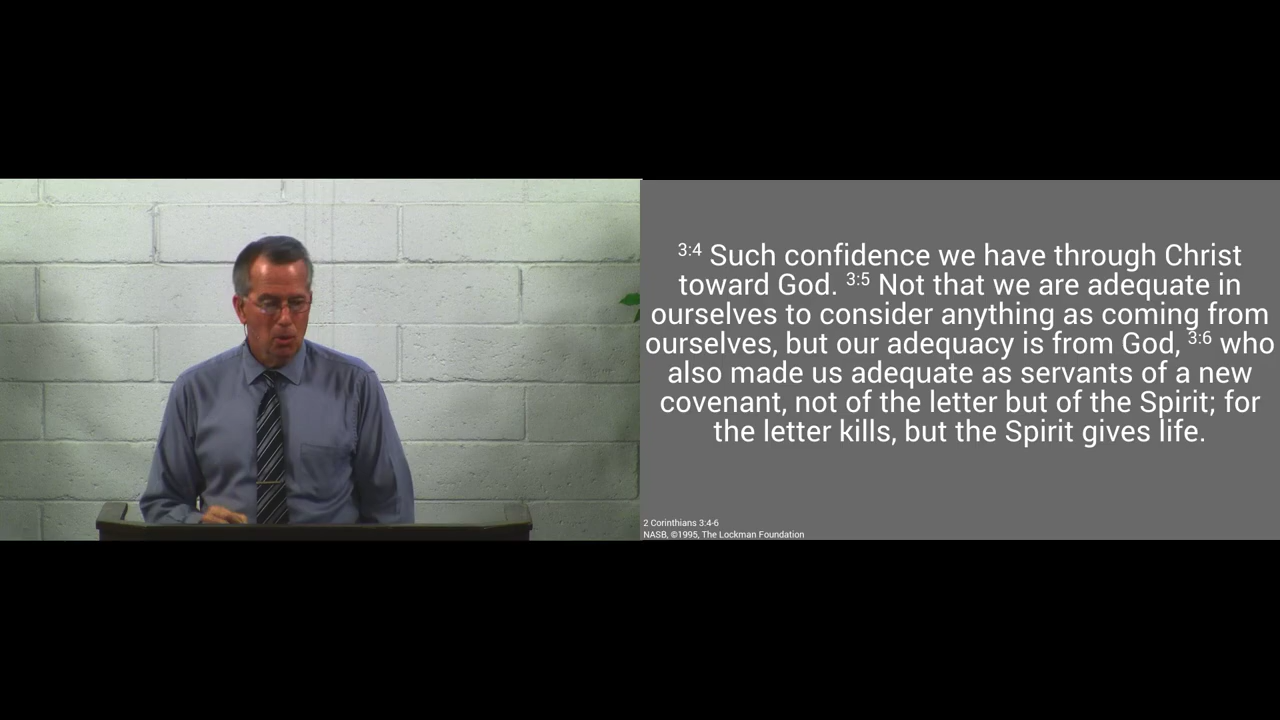 3:4 Such confidence we have through Christ
toward God. 3:5 Not that we are adequate in
ourselves to consider anything as coming from
ourselves, but our adequacy is from God, 3:6 who
also made us adequate as servants of a new
covenant, not of the letter but of the Spirit; for
the letter kills, but the Spirit gives life.
2 Corinthians 3:4-6
NASB, ©1995, The Lockman Foundation